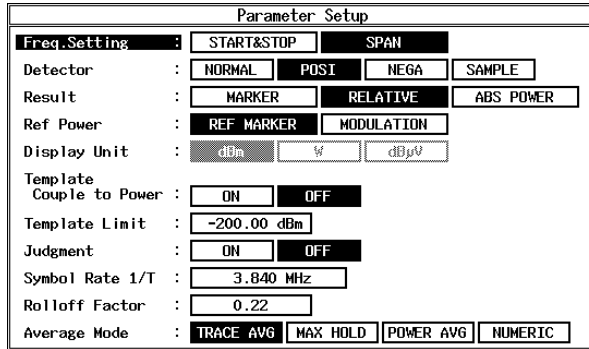 Parameter Setup
Freq.Setting : START&STOP SPAN
Detector : NORMAL POSI NEGA SAMPLE
Result : MARKER RELATIVE ABS POWER
Ref Power : REF MARKER MODULATION
Display Unit : dBm W dBµV
Template
Couple to Power : ON OFF
Template Limit : -200.00 dBm
Judgment : ON OFF
Symbol Rate 1/T : 3.840 MHz
Rolloff Factor : 0.22
Average Mode : TRACE AVG MAX HOLD POWER AVG NUMERIC